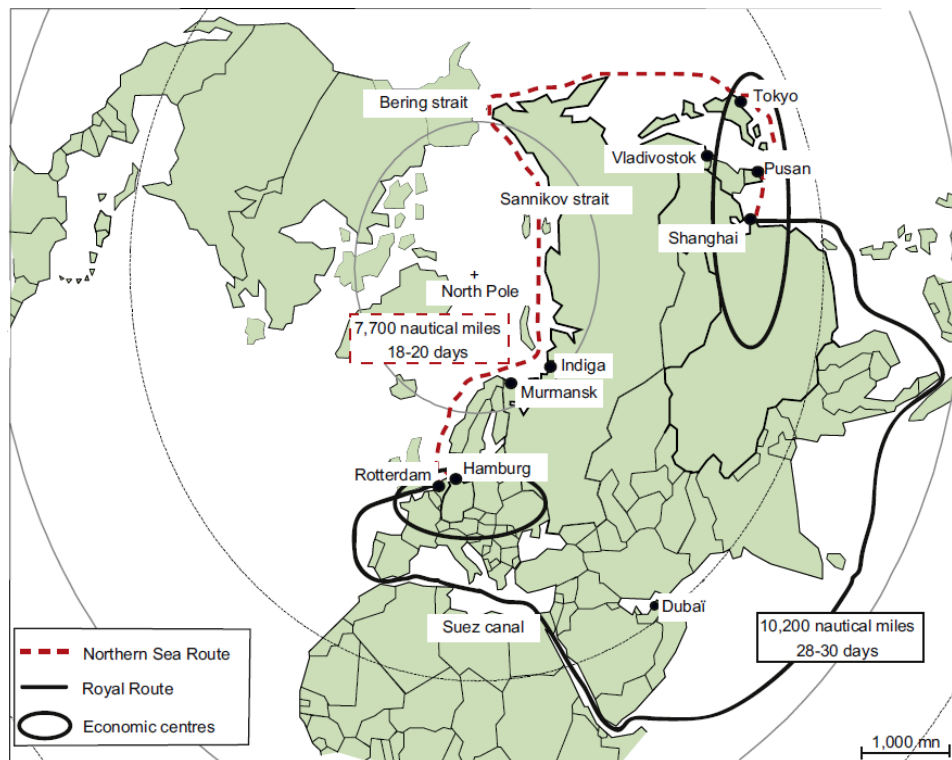 Bering strait
Tokyo
Vladivostok
Pusan
Sannikov strait
Shanghai
+
North Pole
7,700 nautical miles
18-20 days
Indiga
Murmansk
Rotterdam
Hamburg
Dubaï
Suez canal
10,200 nautical miles
28-30 days
Northern Sea Route
Royal Route
Economic centres
1,000 mn